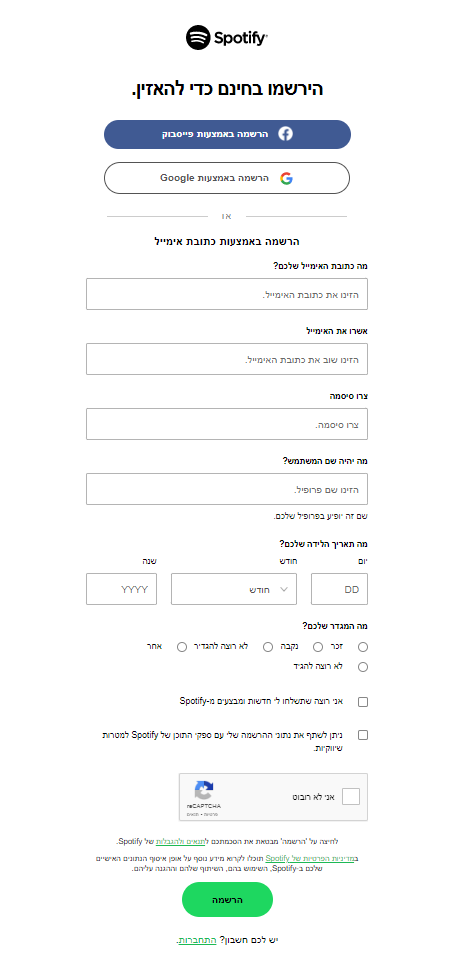 Spotify
הירשמו בחינם כדי להאזין.
הרשמה באמצעות פייסבוק
הרשמה באמצעות Google
או
הרשמה באמצעות כתובת אימייל
מה כתובת האימייל שלכם?
הזינו את כתובת האימייל.
אשרו את האימייל
הזינו שוב את כתובת האימייל.
צרו סיסמה
צרו סיסמה.
מה יהיה שם המשתמש?
הזינו שם פרופיל.
שם זה יופיע בפרופיל שלכם.
מה תאריך הלידה שלכם?
יום חודש שנה
DD חודש YYYY
מה המגדר שלכם?
זכר נקבה לא רוצה להגדיר אחר
לא רוצה להגיד
אני רוצה שתשלחו לי חדשות ומבצעים מ-Spotify
ניתן לשתף את נתוני ההרשמה שלי עם ספקי התוכן של Spotify למטרות
שיווקיות.
אני לא רובוט
reCAPTCHA
פרטיות • תנאים
לחיצה על 'הרשמה' מבטאת את הסכמתכם לתנאים ולהגבלות של Spotify.
במדיניות הפרטיות של Spotify תוכלו לקרוא מידע נוסף על אופן איסוף הנתונים האישיים
שלכם ב-Spotify, השימוש בהם, השיתוף שלהם וההגנה עליהם.
הרשמה
יש לכם חשבון? התחברות.